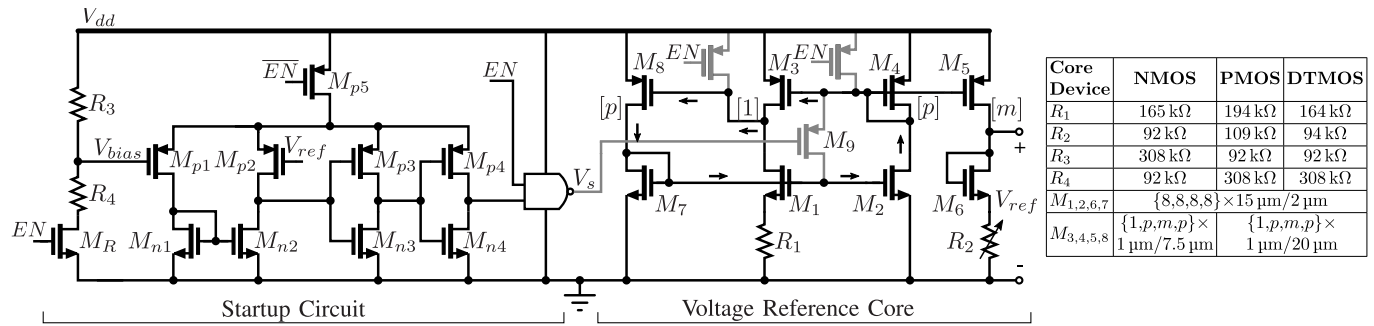 V_dd
EN
M_8
EN
M_3
EN
M_4
M_5
M_p5
EN
R_3
[p]
[1]
[p]
[m]
V_bias
M_p1
M_p2
V_ref
M_p3
M_p4
M_9
+
R_4
V_s
M_7
M_1
M_2
M_6
V_ref
EN
M_R
M_n1
M_n2
M_n3
M_n4
R_1
R_2
-
Startup Circuit
Voltage Reference Core
Core Device NMOS PMOS DTMOS
R_1 165 kΩ 194 kΩ 164 kΩ
R_2 92 kΩ 109 kΩ 94 kΩ
R_3 308 kΩ 92 kΩ 92 kΩ
R_4 92 kΩ 308 kΩ 308 kΩ
M_1,2,6,7 {8,8,8,8}×15 µm/2 µm
M_3,4,5,8 {1,p,m,p}× {1,p,m,p}×
1 µm/7.5 µm 1 µm/20 µm